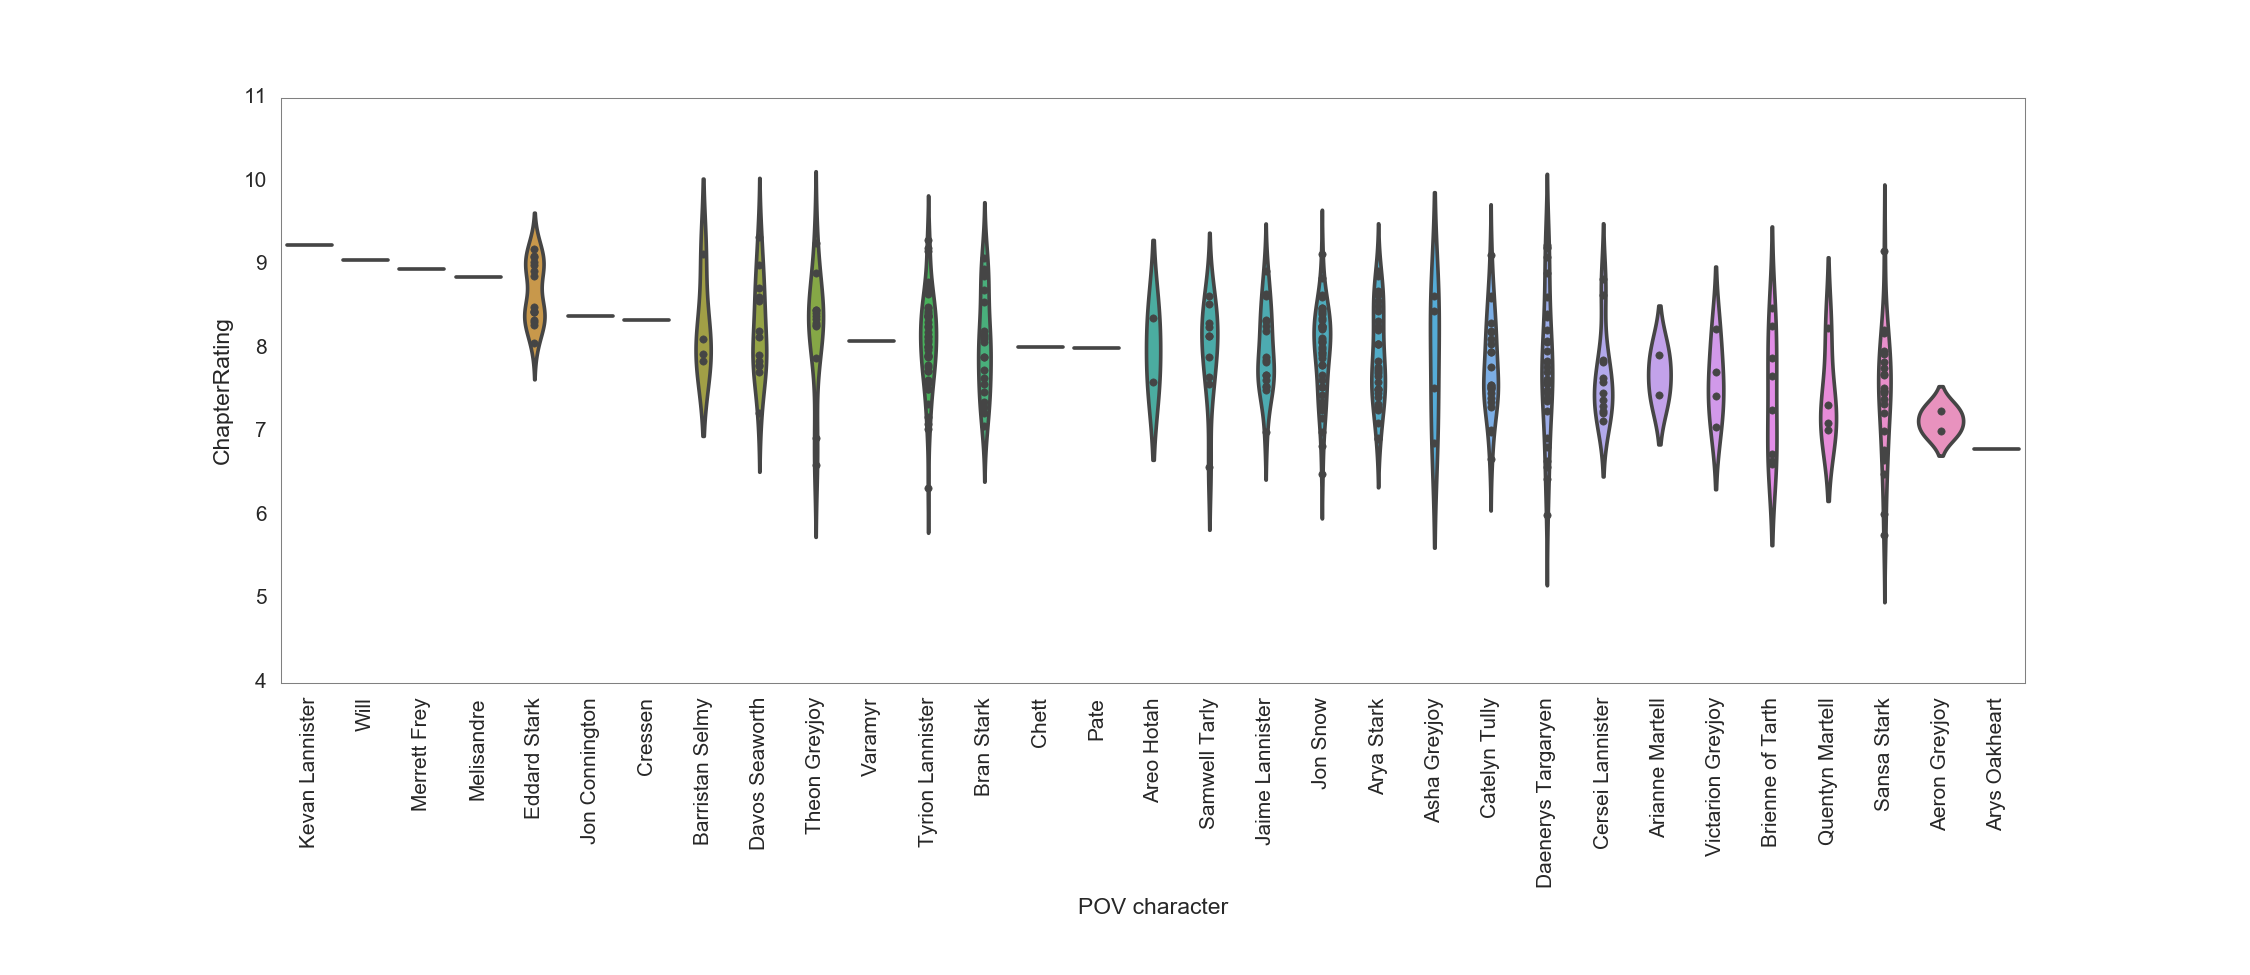 11
10
9
8
7
6
5
4
ChapterRating
Kevan Lannister
Will
Merrett Frey
Melisandre
Eddard Stark
Jon Connington
Cressen
Barristan Selmy
Davos Seaworth
Theon Greyjoy
Varamyr
Tyrion Lannister
Bran Stark
Chett
Pate
Areo Hotah
Samwell Tarly
Jaime Lannister
Jon Snow
Arya Stark
Asha Greyjoy
Catelyn Tully
Daenerys Targaryen
Cersei Lannister
Arianne Martell
Victarion Greyjoy
Brienne of Tarth
Quentyn Martell
Sansa Stark
Aeron Greyjoy
Arys Oakheart
POV character